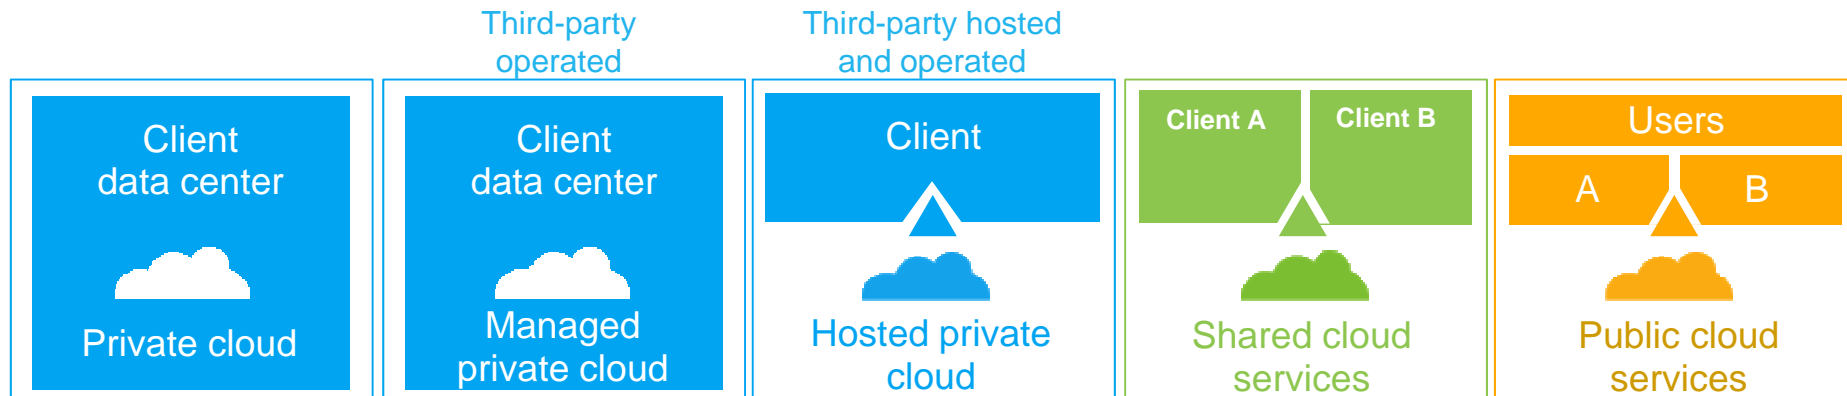 Third-party
operated
Third-party hosted
and operated
Client
data center
Private cloud
Client
data center
Managed
private cloud
Client
Hosted private
cloud
Client A
Client B
Shared cloud
services
Users
A
B
Public cloud
services